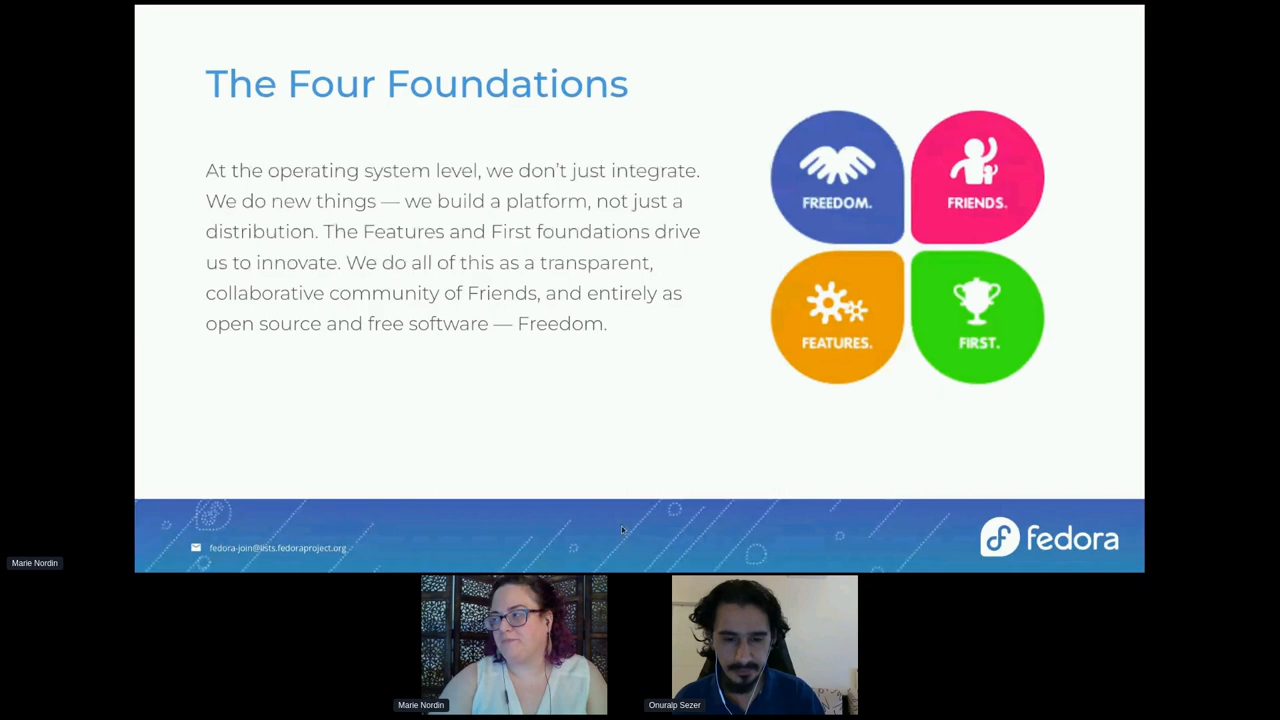 The Four Foundations
At the operating system level, we don't just integrate.
We do new things — we build a platform, not just a
distribution. The Features and First foundations drive
us to innovate. We do all of this as a transparent,
collaborative community of Friends, and entirely as
open source and free software — Freedom.
FREEDOM.
FRIENDS.
FEATURES.
FIRST.
fedora-join@lists.fedoraproject.org
fedora
Marie Nordin
Marie Nordin
Onuralp Sezer